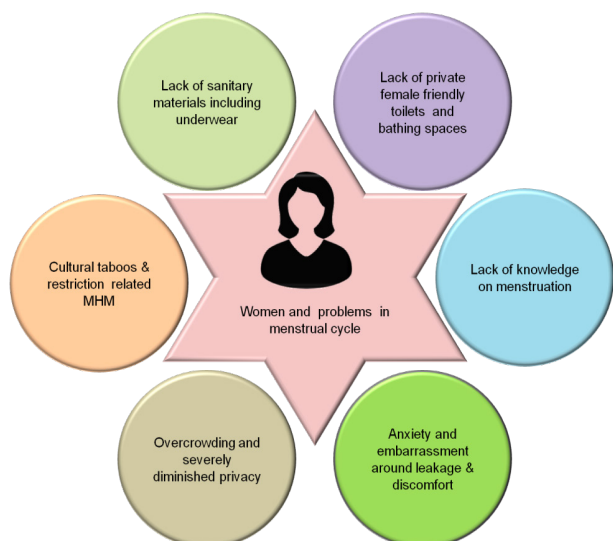 Lack of sanitary
materials including
underwear
Lack of private
female friendly
toilets and
bathing spaces
Cultural taboos &
restriction related
MHM
Women and problems in
menstrual cycle
Lack of knowledge
on menstruation
Overcrowding and
severely
diminished privacy
Anxiety and
embarrassment
around leakage &
discomfort